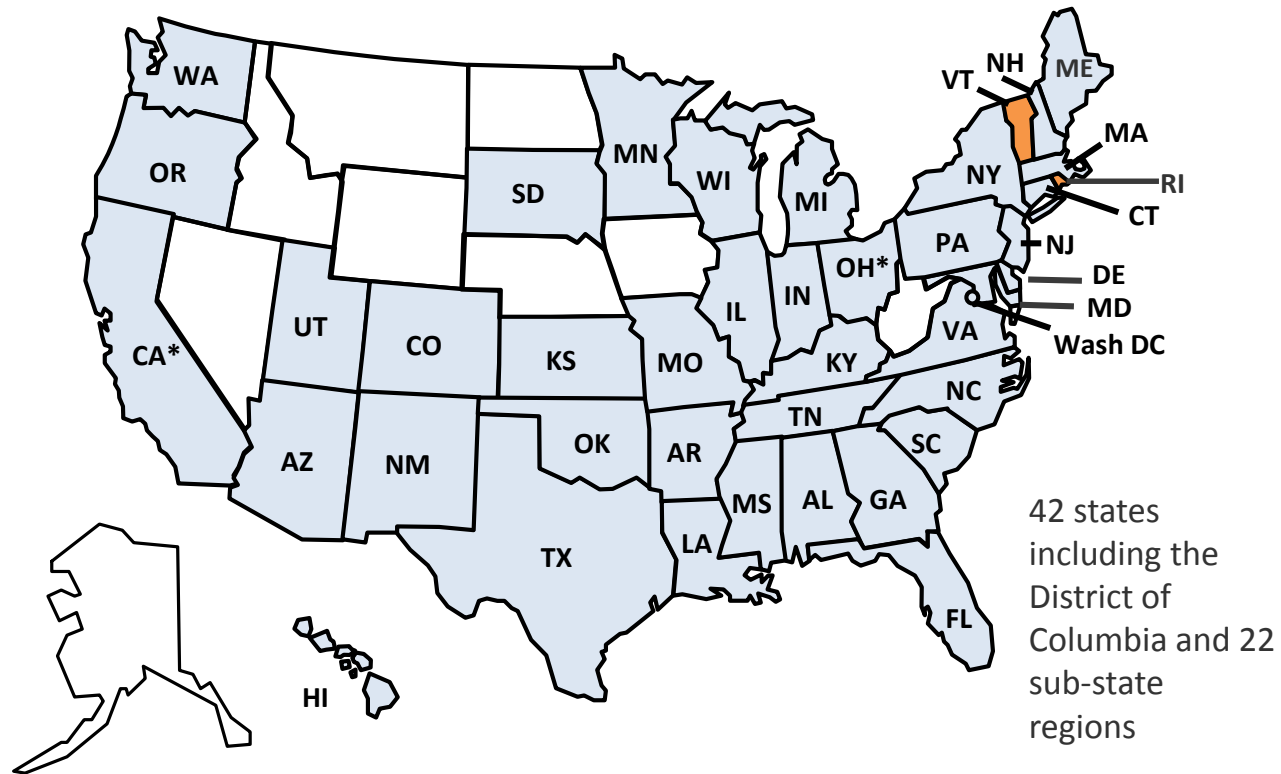 WA
OR
CA*
UT
AZ
CO
NM
SD
KS
OK
TX
MN
WI
MI
IL
IN
OH*
MO
KY
AR
TN
LA
MS
AL
GA
FL
SC
NC
VA
PA
NY
VT
NH
ME
MA
RI
CT
NJ
DE
MD
Wash DC
HI
42 states
including the
District of
Columbia and 22
sub-state
regions